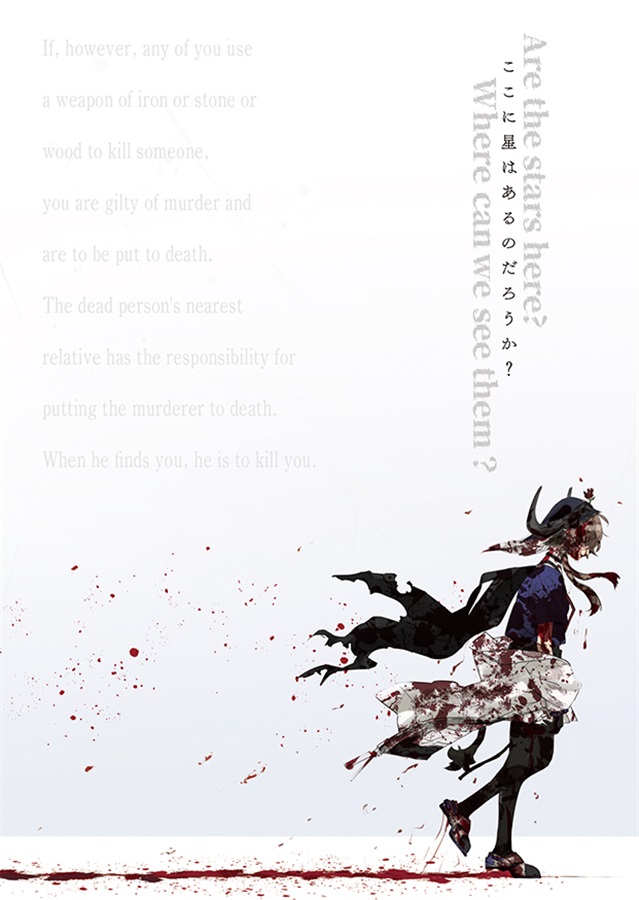 If, however, any of you use
a weapon of iron or stone or
wood to kill someone,
you are gilty of murder and
are to be put to death.
The dead person's nearest
relative has the responsibility for
putting the murderer to death.
When he finds you, he is to kill you.
Are the stars here?
ここに星はあるのだろうか？
Where can we see them ?